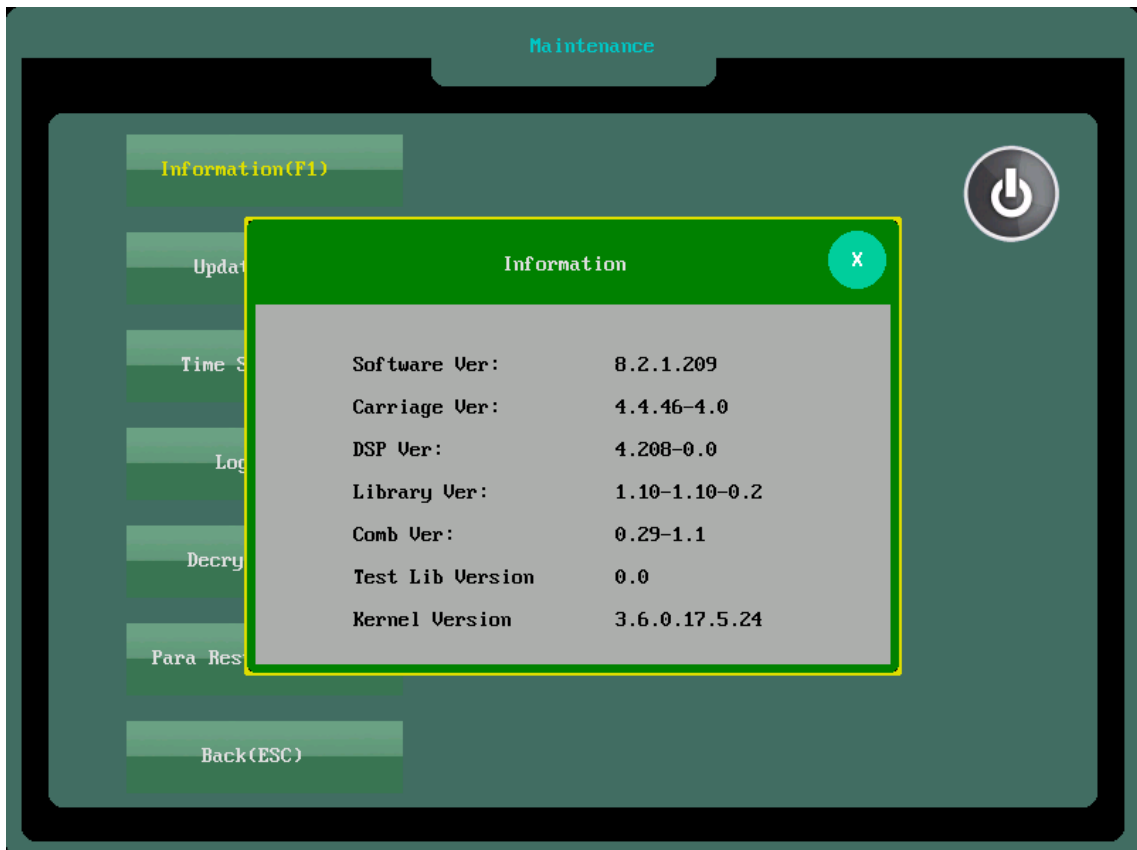 Maintenance
Information(F1)
Updat
Information
X
Time S
Software Ver: 8.2.1.209
Carriage Ver: 4.4.46-4.0
DSP Ver: 4.208-0.0
Log
Library Ver: 1.10-1.10-0.2
Comb Ver: 0.29-1.1
Decry
Test Lib Version 0.0
Kernel Version 3.6.0.17.5.24
Para Res
Back(ESC)